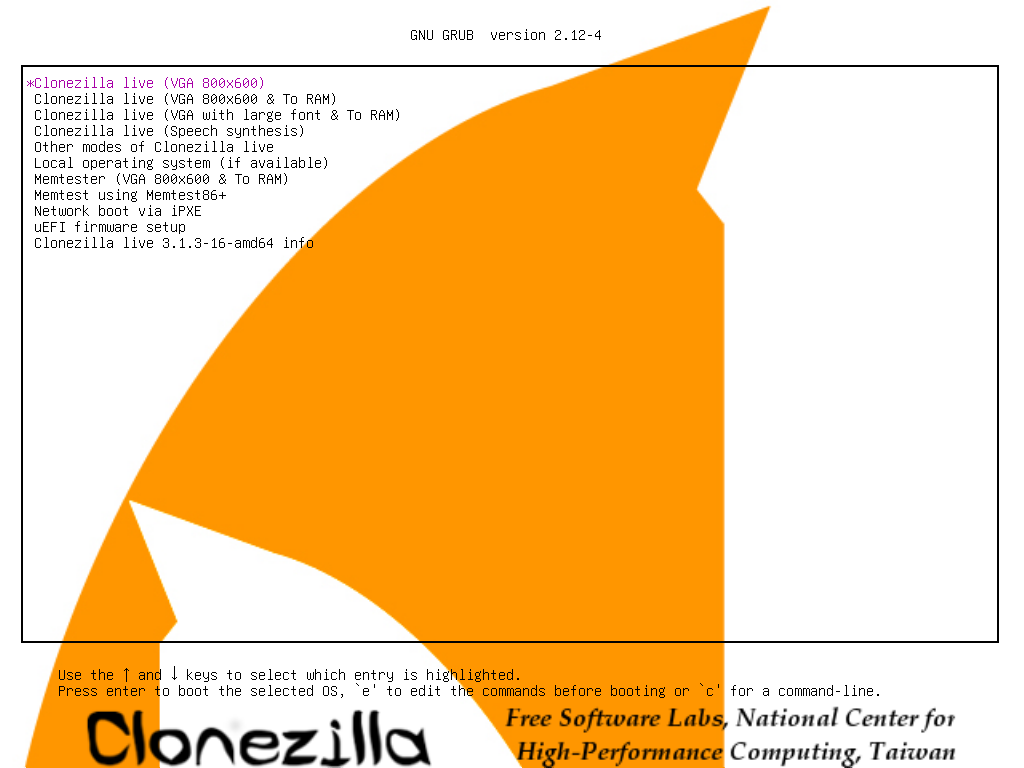 GNU GRUB  version 2.12-4
*Clonezilla live (VGA 800x600)
Clonezilla live (VGA 800x600 & To RAM)
Clonezilla live (VGA with large font & To RAM)
Clonezilla live (Speech synthesis)
Other modes of Clonezilla live
Local operating system (if available)
Memtester (VGA 800x600 & To RAM)
Memtest using Memtest86+
Network boot via iPXE
uEFI firmware setup
Clonezilla live 3.1.3-16-amd64 info
Use the ↑ and ↓ keys to select which entry is highlighted.
Press enter to boot the selected OS, `e' to edit the commands before booting or `c' for a command-line.
Clonezilla
Free Software Labs, National Center for
High-Performance Computing, Taiwan